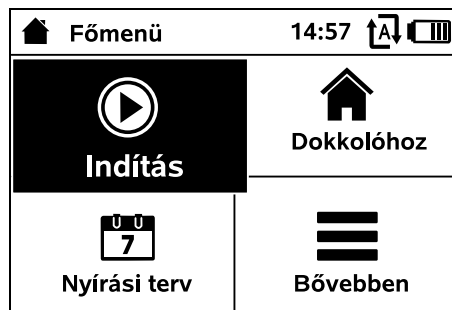 Főmenü 14:57 A
Indítás
Dokkolóhoz
7
Nyírási terv
Bővebben